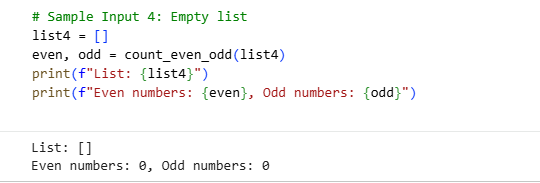 # Sample Input 4: Empty list
list4 = []
even, odd = count_even_odd(list4)
print(f"List: {list4}")
print(f"Even numbers: {even}, Odd numbers: {odd}")
List: []
Even numbers: 0, Odd numbers: 0